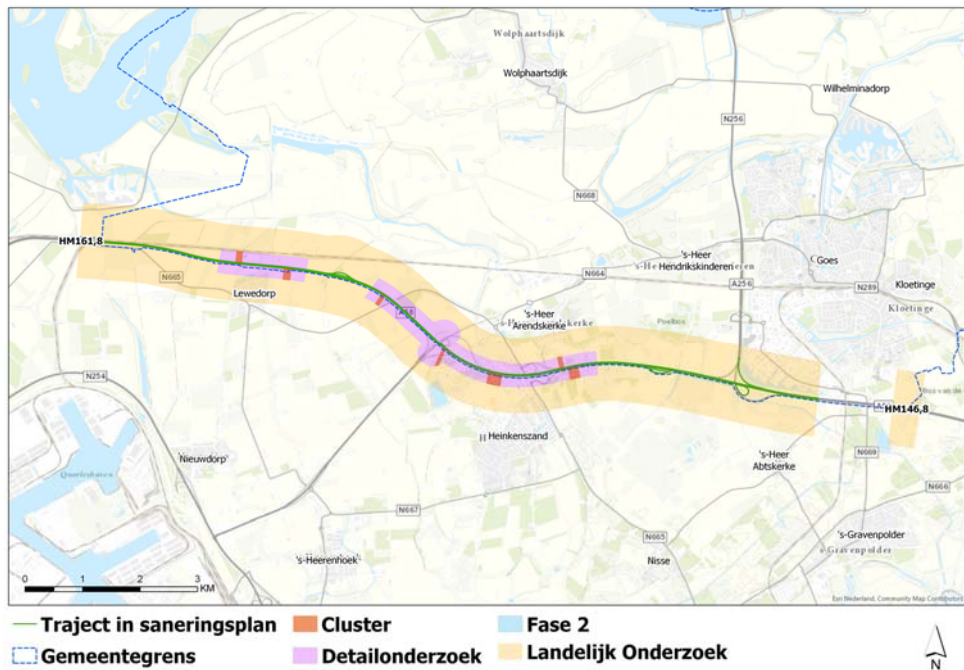 Wolphaartsdijk
Wolphaartsdijk
Wilhelminadorp
N256
N668
HM161,8
's-Heer
Hendrikskinderen
N665
N664
A256
Goes
N289
Kloetinge
Kloetinge
Lewedorp
A58
's-Heer
Arendskerke
Poelbos
N254
HM146,8
Heinkenszand
Nieuwdorp
's-Heer
Abtskerke
N669
N667
N666
's-Heerenhoek
N665
Nisse
's-Gravenpolder
s-Gravenpolder
0 1 2 3
KM
Esri Nederland, Community Map Contributors
Traject in saneringsplan Cluster Fase 2
Gemeentegrens Detailonderzoek Landelijk Onderzoek
N